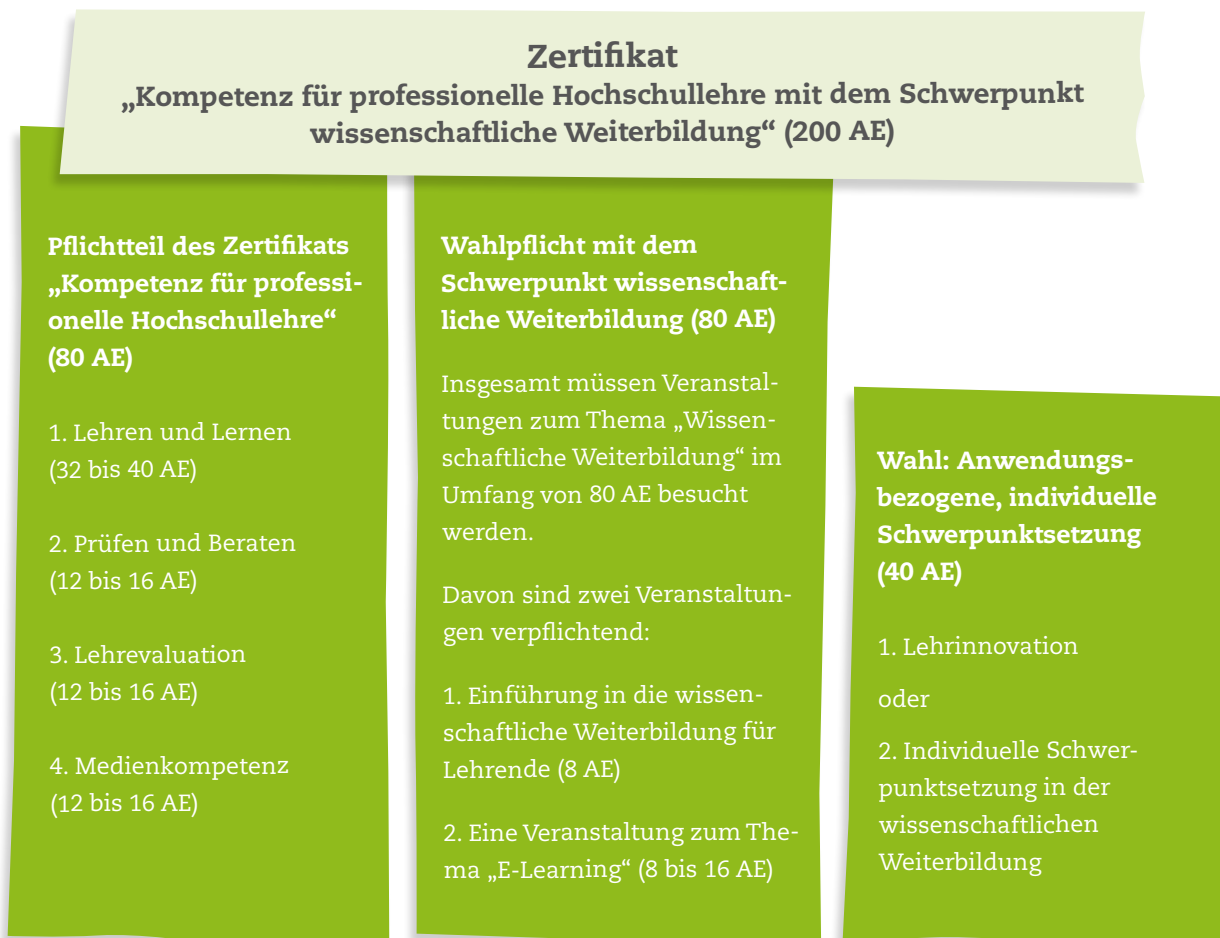 Zertifikat
„Kompetenz für professionelle Hochschullehre mit dem Schwerpunkt
wissenschaftliche Weiterbildung“ (200 AE)
Pflichtteil des Zertifikats
„Kompetenz für professi-
onelle Hochschullehre“
(80 AE)
1. Lehren und Lernen
(32 bis 40 AE)
2. Prüfen und Beraten
(12 bis 16 AE)
3. Lehrevaluation
(12 bis 16 AE)
4. Medienkompetenz
(12 bis 16 AE)
Wahlpflicht mit dem
Schwerpunkt wissenschaft-
liche Weiterbildung (80 AE)
Insgesamt müssen Veranstal-
tungen zum Thema „Wissen-
schaftliche Weiterbildung“ im
Umfang von 80 AE besucht
werden.
Davon sind zwei Veranstaltun-
gen verpflichtend:
1. Einführung in die wissen-
schaftliche Weiterbildung für
Lehrende (8 AE)
2. Eine Veranstaltung zum The-
ma „E-Learning“ (8 bis 16 AE)
Wahl: Anwendungs-
bezogene, individuelle
Schwerpunktsetzung
(40 AE)
1. Lehrinnovation
oder
2. Individuelle Schwer-
punktsetzung in der
wissenschaftlichen
Weiterbildung